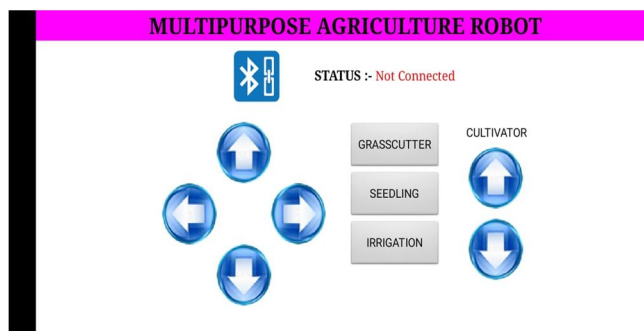 MULTIPURPOSE AGRICULTURE ROBOT
STATUS :- Not Connected
GRASSCUTTER
SEEDLING
IRRIGATION
CULTIVATOR